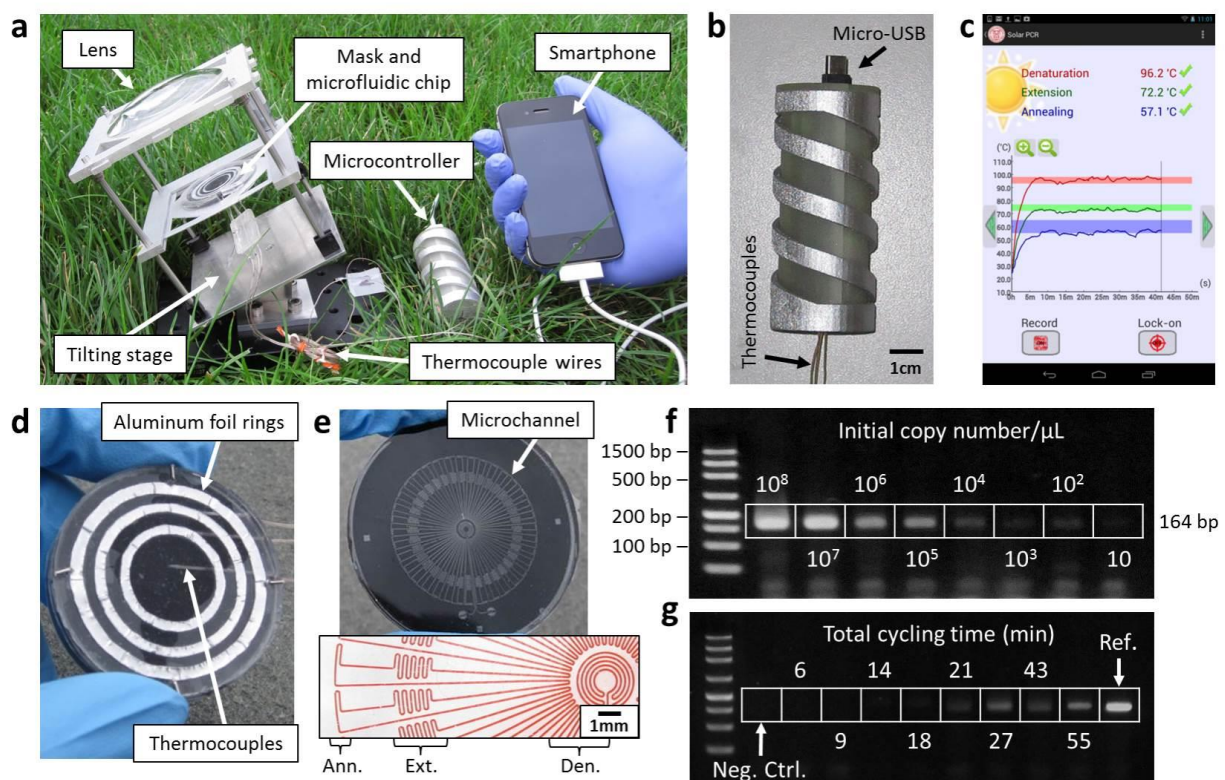 a
Lens
Mask and
microfluidic chip
Smartphone
Microcontroller
Tilting stage
Thermocouple wires
b
Micro-USB
Thermocouples
1cm
c
11:01
Solar PCR
Denaturation 96.2 °C
Extension 72.2 °C
Annealing 57.1 °C
(°C)
110.0
100.0
90.0
80.0
70.0
60.0
50.0
40.0
30.0
20.0
10.0
0h 5m 10m 15m 20m 25m 30m 35m 40m 45m 50m
(s)
Record Lock-on
d
Aluminum foil rings
Thermocouples
e
Microchannel
1mm
Ann. Ext. Den.
f
Initial copy number/µL
1500 bp
500 bp
200 bp
100 bp
10⁸ 10⁶ 10⁴ 10²
164 bp
10⁷ 10⁵ 10³ 10
g
Total cycling time (min)
Ref.
6 14 21 43
9 18 27 55
Neg. Ctrl.